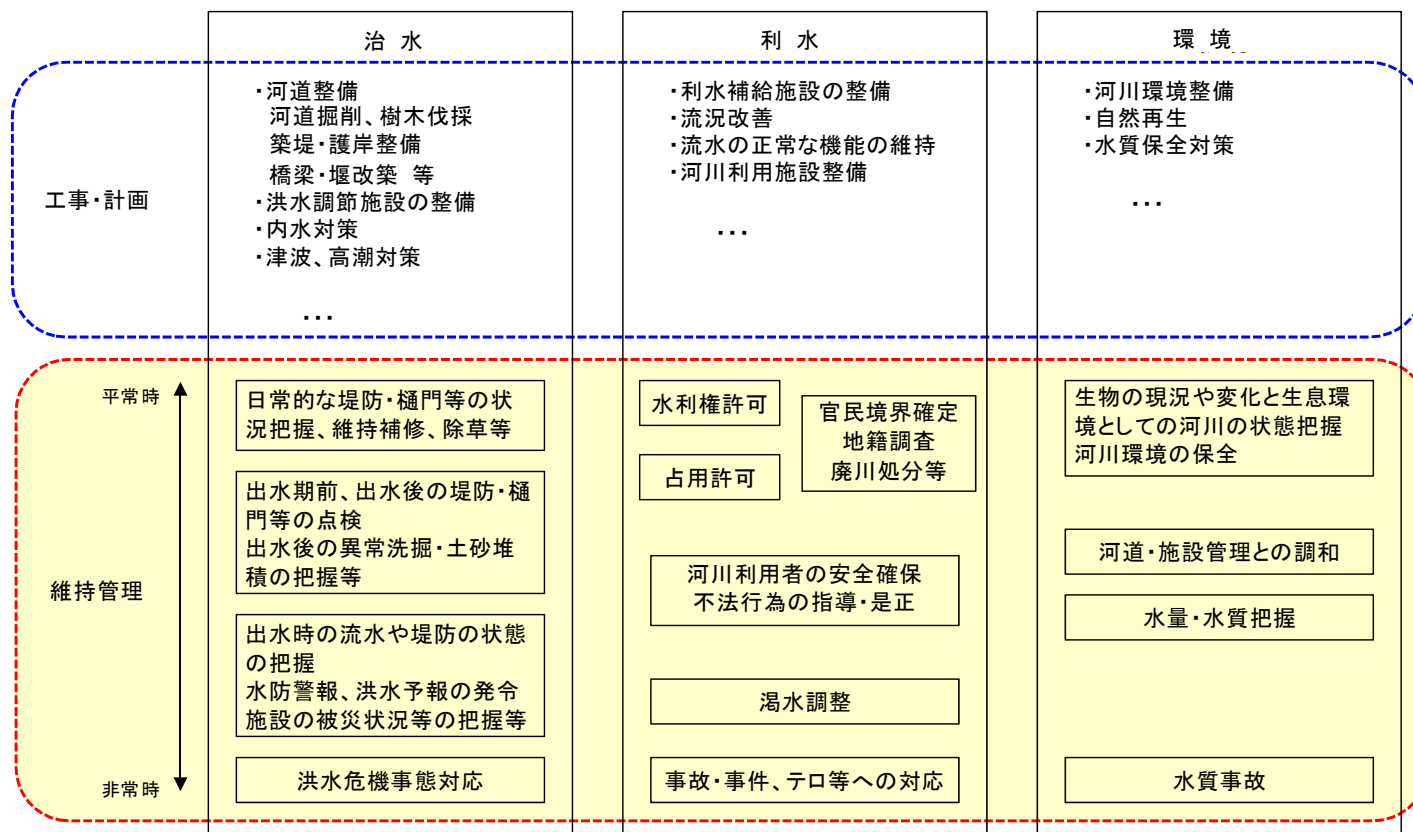 治 水
利 水
環 境
工事・計画
・河道整備
河道掘削、樹木伐採
築堤・護岸整備
橋梁・堰改築 等
・洪水調節施設の整備
・内水対策
・津波、高潮対策
・・・
・利水補給施設の整備
・流況改善
・流水の正常な機能の維持
・河川利用施設整備
・・・
・河川環境整備
・自然再生
・水質保全対策
・・・
維持管理
平常時
非常時
日常的な堤防・樋門等の状
況把握、維持補修、除草等
出水期前、出水後の堤防・樋
門等の点検
出水後の異常洗掘・土砂堆
積の把握等
出水時の流水や堤防の状態
の把握
水防警報、洪水予報の発令
施設の被災状況等の把握等
洪水危機事態対応
水利権許可
占用許可
官民境界確定
地籍調査
廃川処分等
河川利用者の安全確保
不法行為の指導・是正
渇水調整
事故・事件、テロ等への対応
生物の現況や変化と生息環
境としての河川の状態把握
河川環境の保全
河道・施設管理との調和
水量・水質把握
水質事故